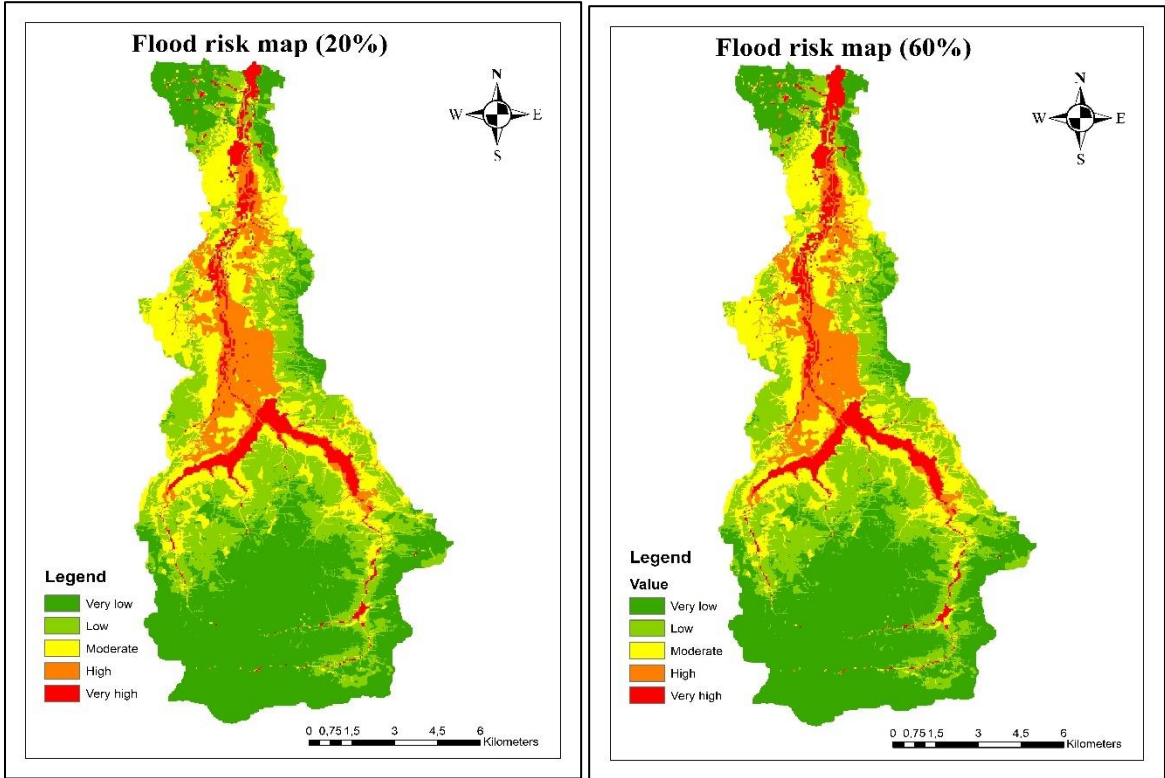 Flood risk map (20%)
N
W E
S
Legend
Very low
Low
Moderate
High
Very high
0 0,75 1,5 3 4,5 6
Kilometers
Flood risk map (60%)
N
W E
S
Legend
Value
Very low
Low
Moderate
High
Very high
0 0,75 1,5 3 4,5 6
Kilometers